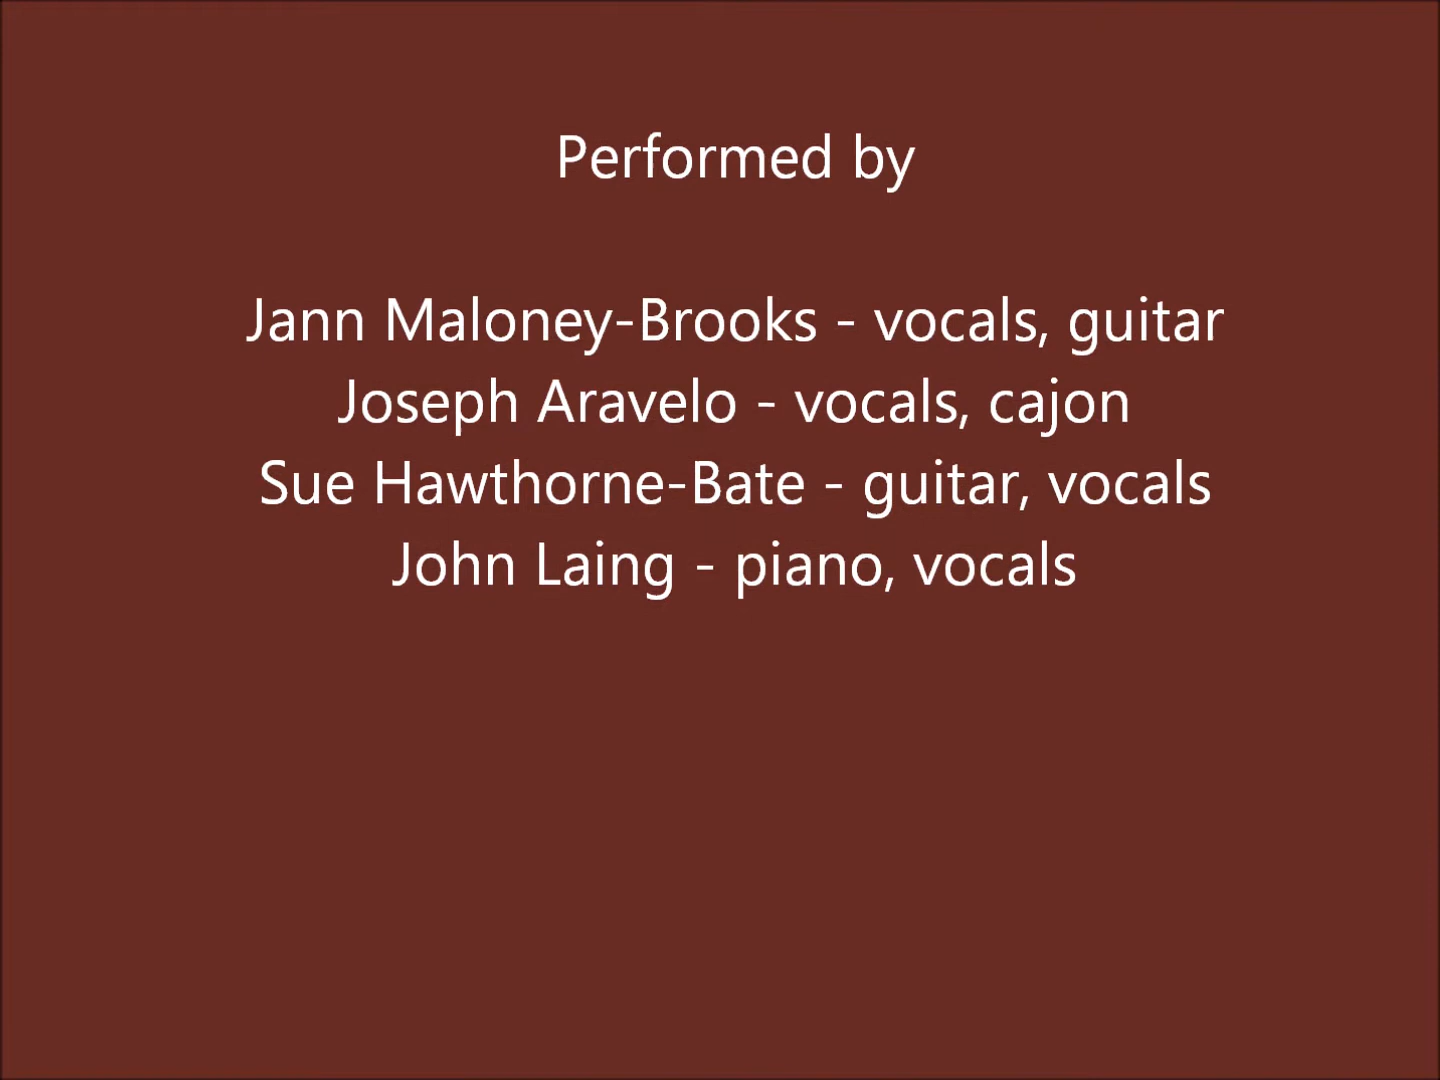 Performed by
Jann Maloney-Brooks - vocals, guitar
Joseph Aravelo - vocals, cajon
Sue Hawthorne-Bate - guitar, vocals
John Laing - piano, vocals